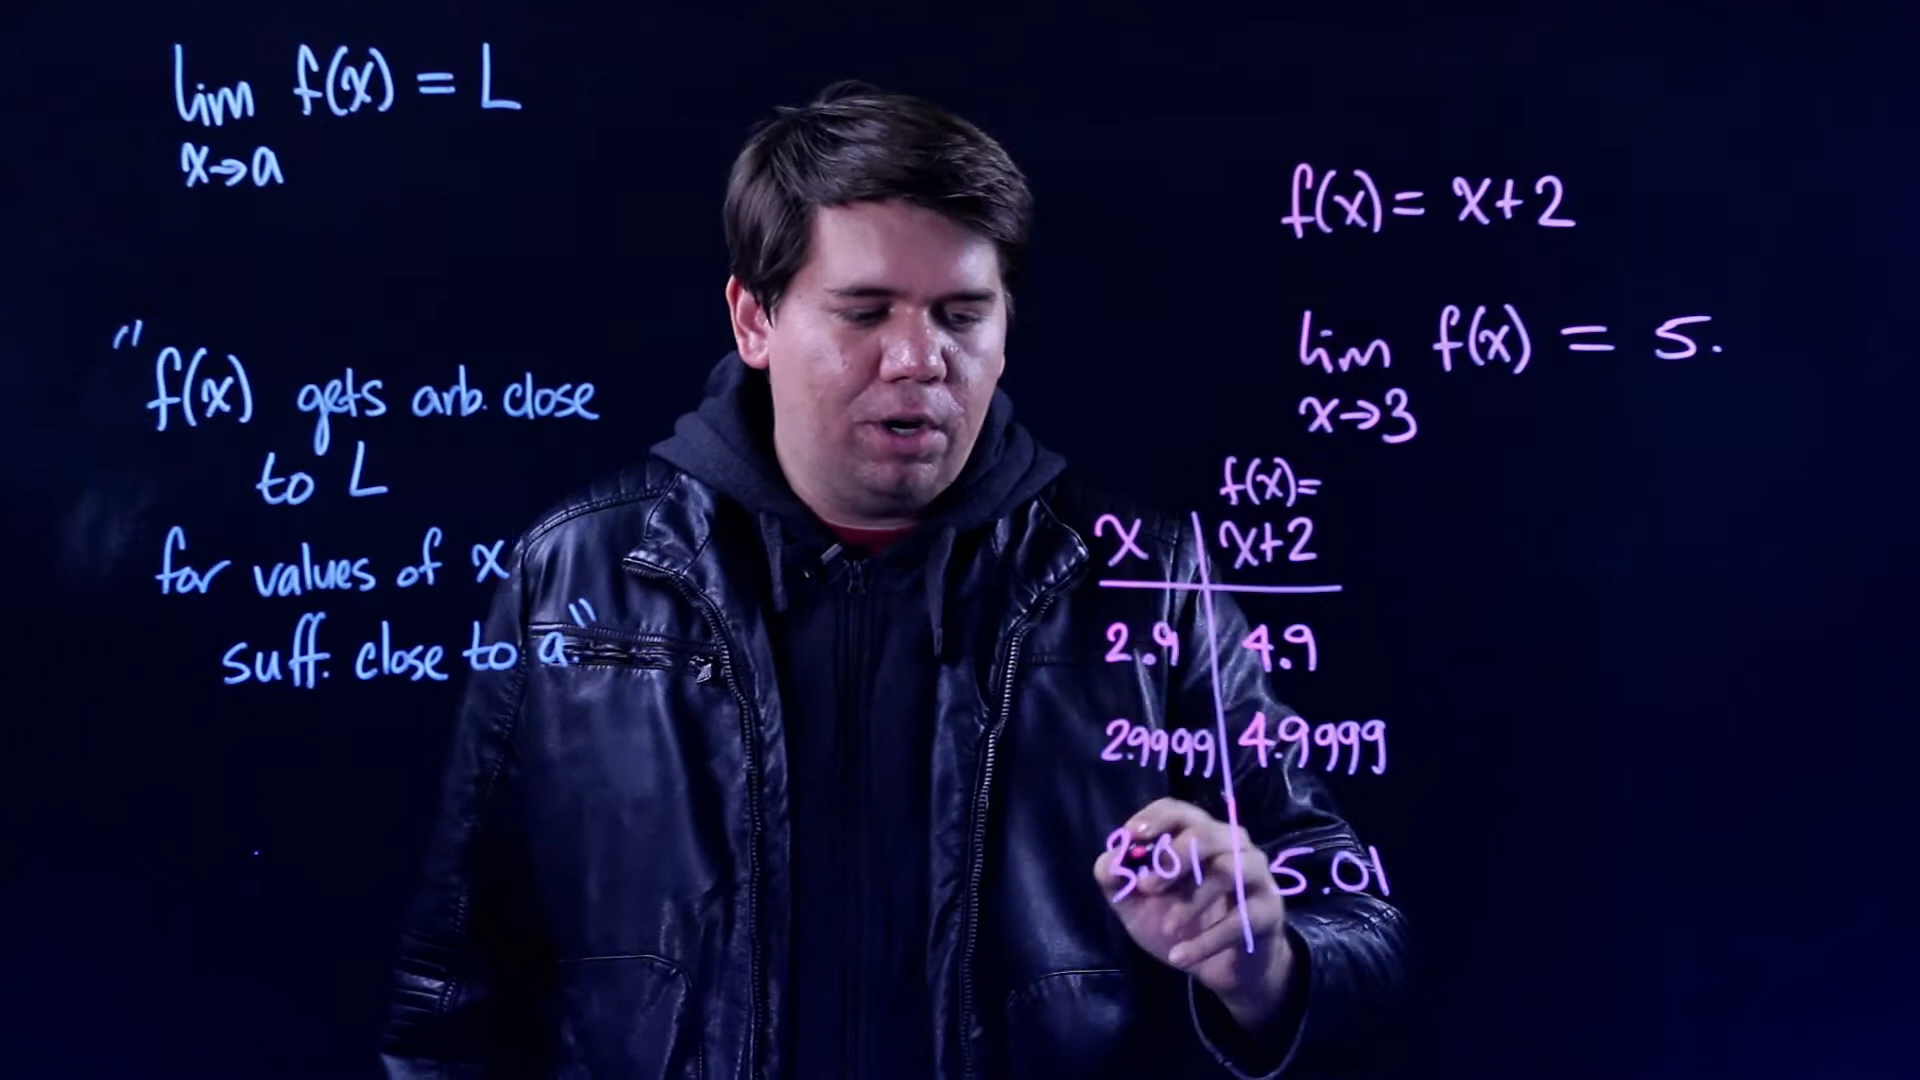 lim f(x) = L
x→a
"f(x) gets arb. close
to L
for values of x
suff. close to a."
f(x)= x+2
lim f(x) = 5.
x→3
f(x)=
x x+2
2.9 4.9
2.9999 4.9999
3.01 5.01